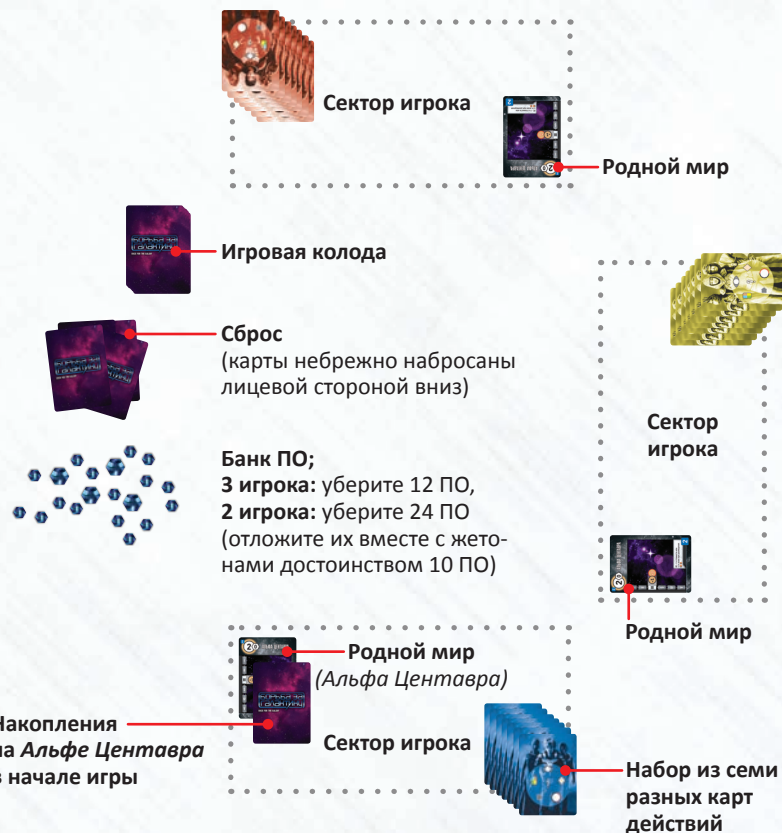 Сектор игрока
Родной мир
Игровая колода
Сброс
(карты небрежно набросаны
лицевой стороной вниз)
Сектор
игрока
Банк ПО;
3 игрока: уберите 12 ПО,
2 игрока: уберите 24 ПО
(отложите их вместе с жето-
нами достоинством 10 ПО)
Родной мир
Родной мир
(Альфа Центавра)
Накопления
на Альфе Центавра
в начале игры
Сектор игрока
Набор из семи
разных карт
действий